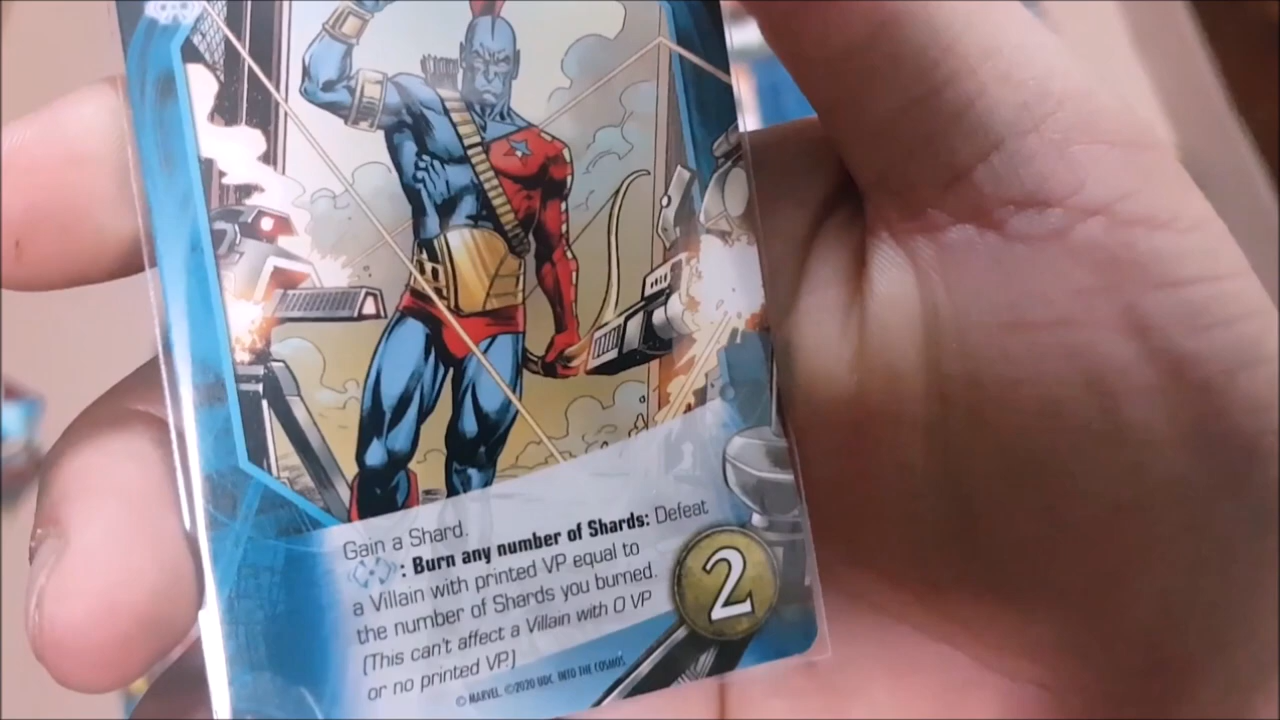 Gain a Shard.
: Burn any number of Shards: Defeat
a Villain with printed VP equal to
the number of Shards you burned.
(This can't affect a Villain with 0 VP
or no printed VP.)
2
© MARVEL. ©2020 UDC. INTO THE COSMOS